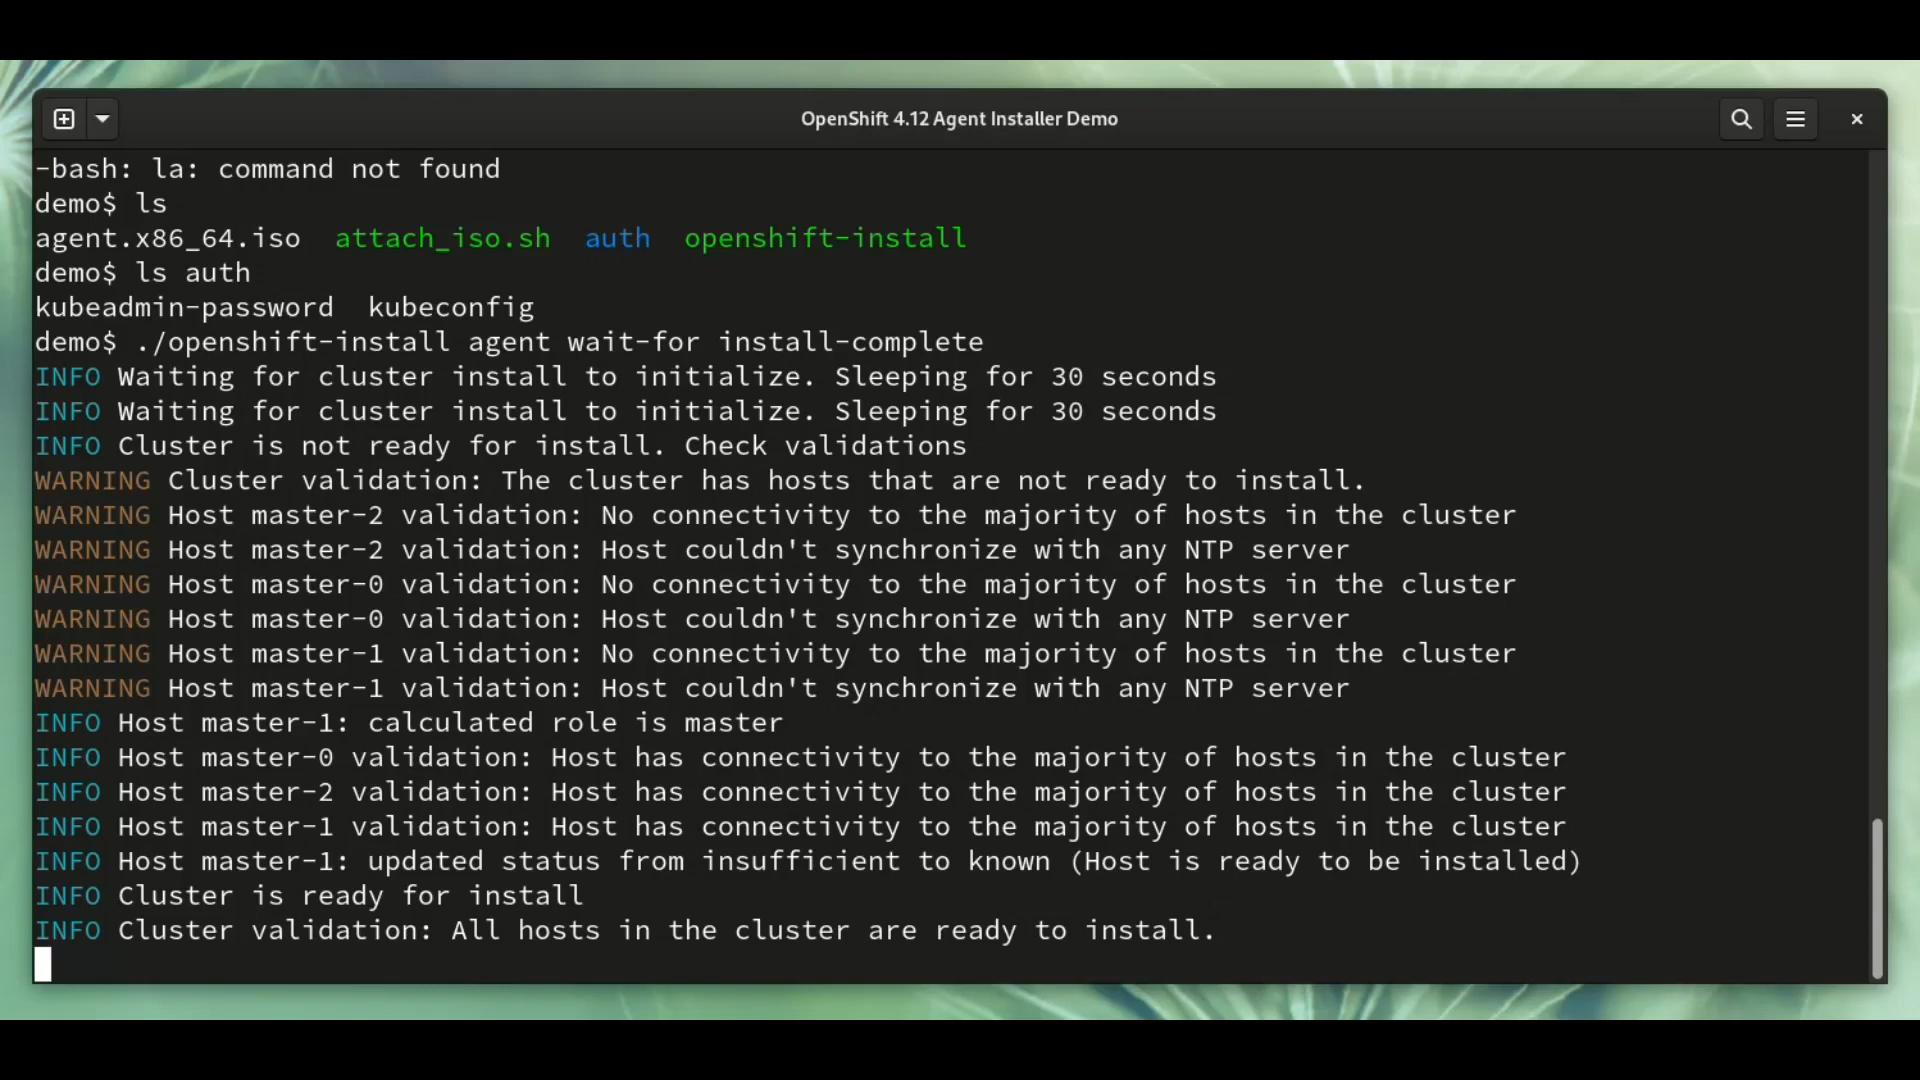 OpenShift 4.12 Agent Installer Demo
-bash: la: command not found
demo$ ls
agent.x86_64.iso  attach_iso.sh  auth  openshift-install
demo$ ls auth
kubeadmin-password  kubeconfig
demo$ ./openshift-install agent wait-for install-complete
INFO Waiting for cluster install to initialize. Sleeping for 30 seconds
INFO Waiting for cluster install to initialize. Sleeping for 30 seconds
INFO Cluster is not ready for install. Check validations
WARNING Cluster validation: The cluster has hosts that are not ready to install.
WARNING Host master-2 validation: No connectivity to the majority of hosts in the cluster
WARNING Host master-2 validation: Host couldn't synchronize with any NTP server
WARNING Host master-0 validation: No connectivity to the majority of hosts in the cluster
WARNING Host master-0 validation: Host couldn't synchronize with any NTP server
WARNING Host master-1 validation: No connectivity to the majority of hosts in the cluster
WARNING Host master-1 validation: Host couldn't synchronize with any NTP server
INFO Host master-1: calculated role is master
INFO Host master-0 validation: Host has connectivity to the majority of hosts in the cluster
INFO Host master-2 validation: Host has connectivity to the majority of hosts in the cluster
INFO Host master-1 validation: Host has connectivity to the majority of hosts in the cluster
INFO Host master-1: updated status from insufficient to known (Host is ready to be installed)
INFO Cluster is ready for install
INFO Cluster validation: All hosts in the cluster are ready to install.